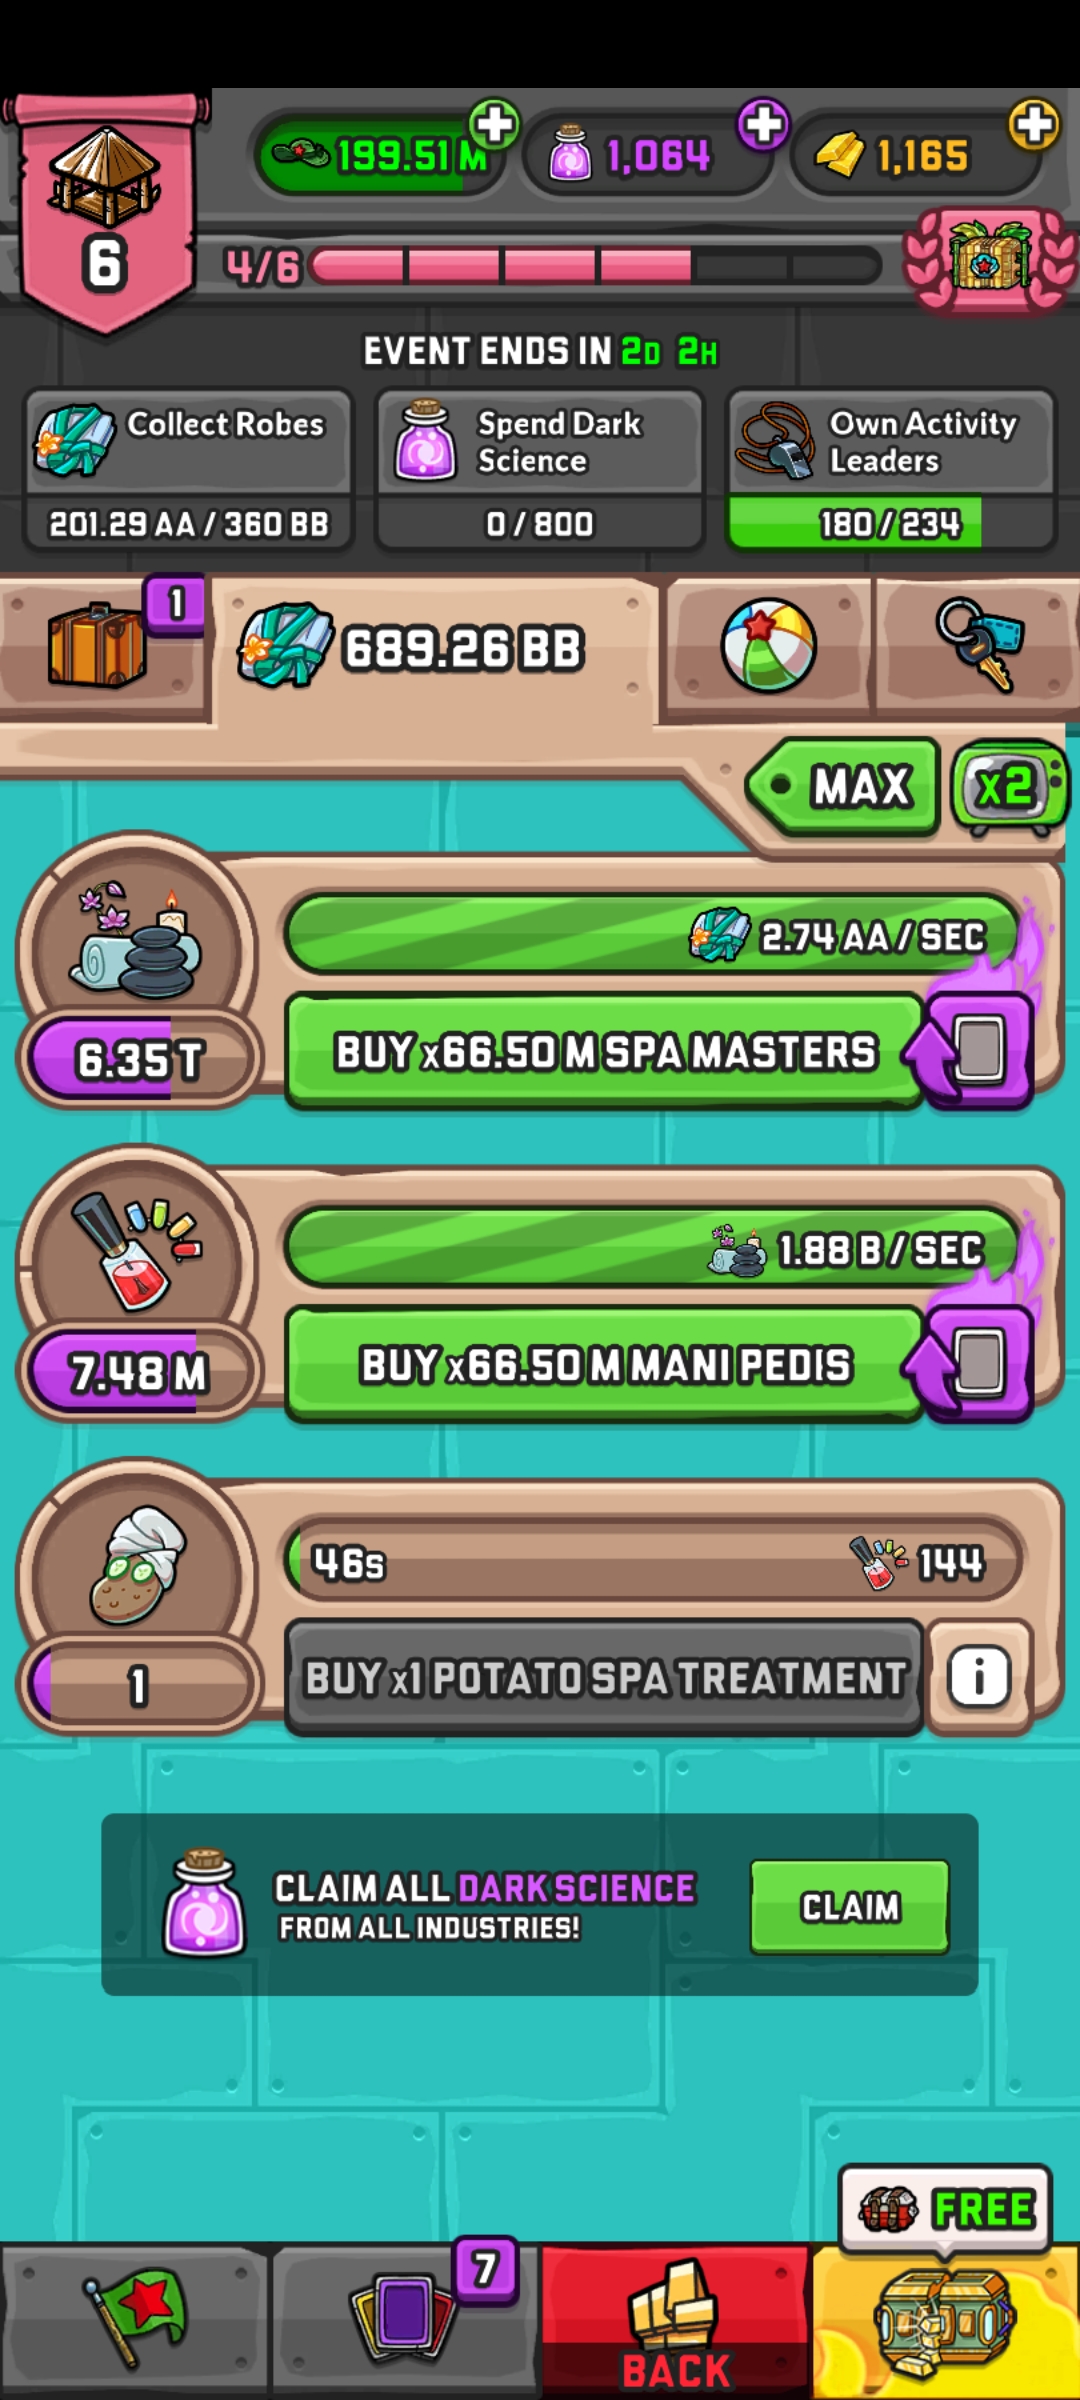 199.51 M
1,064
1,165
6
4/6
EVENT ENDS IN 2D 2H
Collect Robes
201.29 AA / 360 BB
Spend Dark
Science
0 / 800
Own Activity
Leaders
180 / 234
1
689.26 BB
MAX
x2
2.74 AA / SEC
6.35 T
BUY x66.50 M SPA MASTERS
1.88 B / SEC
7.48 M
BUY x66.50 M MANI PEDIS
46s
144
1
BUY x1 POTATO SPA TREATMENT
i
CLAIM ALL DARK SCIENCE
FROM ALL INDUSTRIES!
CLAIM
FREE
7
BACK